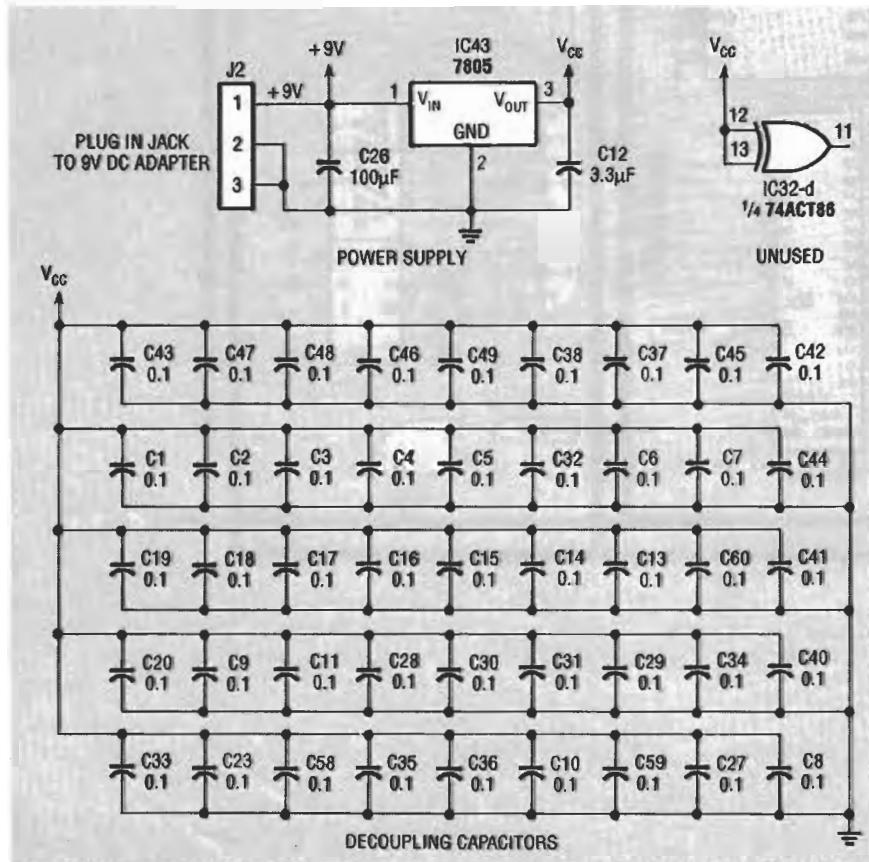 +9V
IC43
7805
VCC
VCC
J2
1
+9V
1
VIN
VOUT
3
12
11
2
GND
13
PLUG IN JACK
TO 9V DC ADAPTER
3
C26
100µF
2
C12
3.3µF
IC32-d
1/4 74ACT86
POWER SUPPLY
UNUSED
VCC
C43 C47 C48 C46 C49 C38 C37 C45 C42
0.1 0.1 0.1 0.1 0.1 0.1 0.1 0.1 0.1
C1 C2 C3 C4 C5 C32 C6 C7 C44
0.1 0.1 0.1 0.1 0.1 0.1 0.1 0.1 0.1
C19 C18 C17 C16 C15 C14 C13 C60 C41
0.1 0.1 0.1 0.1 0.1 0.1 0.1 0.1 0.1
C20 C9 C11 C28 C30 C31 C29 C34 C40
0.1 0.1 0.1 0.1 0.1 0.1 0.1 0.1 0.1
C33 C23 C58 C35 C36 C10 C59 C27 C8
0.1 0.1 0.1 0.1 0.1 0.1 0.1 0.1 0.1
DECOUPLING CAPACITORS